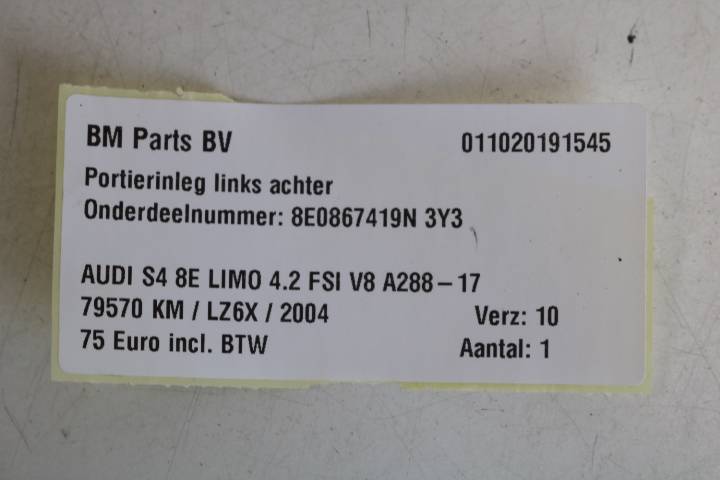 BM Parts BV 011020191545
Portierinleg links achter
Onderdeelnummer: 8E0867419N 3Y3
AUDI S4 8E LIMO 4.2 FSI V8 A288-17
79570 KM / LZ6X / 2004 Verz: 10
75 Euro incl. BTW Aantal: 1